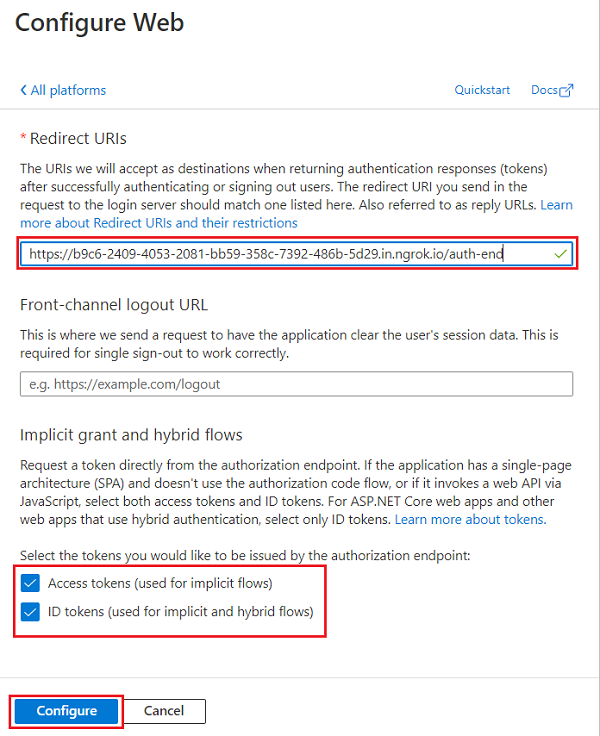 Configure Web
All platforms Quickstart Docs
* Redirect URIs
The URIs we will accept as destinations when returning authentication responses (tokens)
after successfully authenticating or signing out users. The redirect URI you send in the
request to the login server should match one listed here. Also referred to as reply URLs. Learn
more about Redirect URIs and their restrictions
https://b9c6-2409-4053-2081-bb59-358c-7392-486b-5d29.in.ngrok.io/auth-end
Front-channel logout URL
This is where we send a request to have the application clear the user's session data. This is
required for single sign-out to work correctly.
e.g. https://example.com/logout
Implicit grant and hybrid flows
Request a token directly from the authorization endpoint. If the application has a single-page
architecture (SPA) and doesn't use the authorization code flow, or if it invokes a web API via
JavaScript, select both access tokens and ID tokens. For ASP.NET Core web apps and other
web apps that use hybrid authentication, select only ID tokens. Learn more about tokens.
Select the tokens you would like to be issued by the authorization endpoint:
Access tokens (used for implicit flows)
ID tokens (used for implicit and hybrid flows)
Configure Cancel